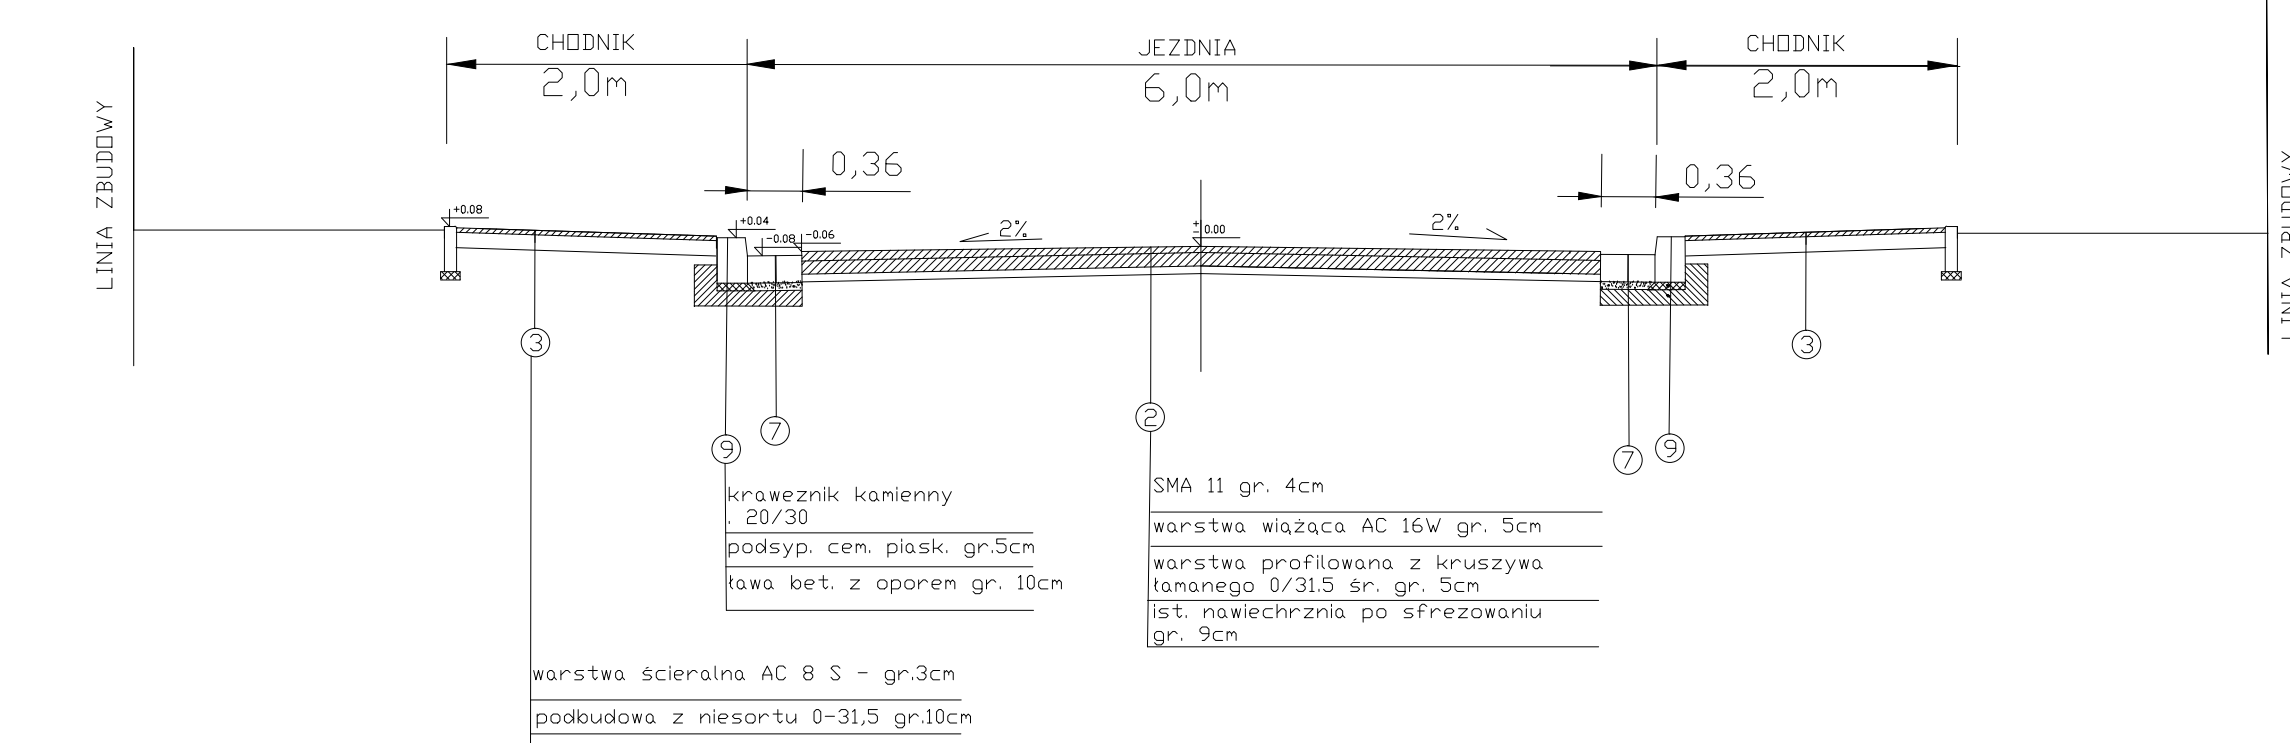 CHODNIK
JEZDNIA
CHODNIK
2,0m
6,0m
2,0m
LINIA ZBUDOWY
LINIA ZBUDOWY
0,36
0,36
+0.08
+0.04
-0.08
-0.06
2%
±0.00
2%
3
3
2
7
9
9
7
kraweznik kamienny
. 20/30
podsyp. cem. piask. gr.5cm
ława bet. z oporem gr. 10cm
SMA 11 gr. 4cm
warstwa wiążąca AC 16W gr. 5cm
warstwa profilowana z kruszywa
łamanego 0/31.5 śr. gr. 5cm
ist. nawiechrznia po sfrezowaniu
gr. 9cm
warstwa ścieralna AC 8 S - gr.3cm
podbudowa z niesortu 0-31,5 gr.10cm